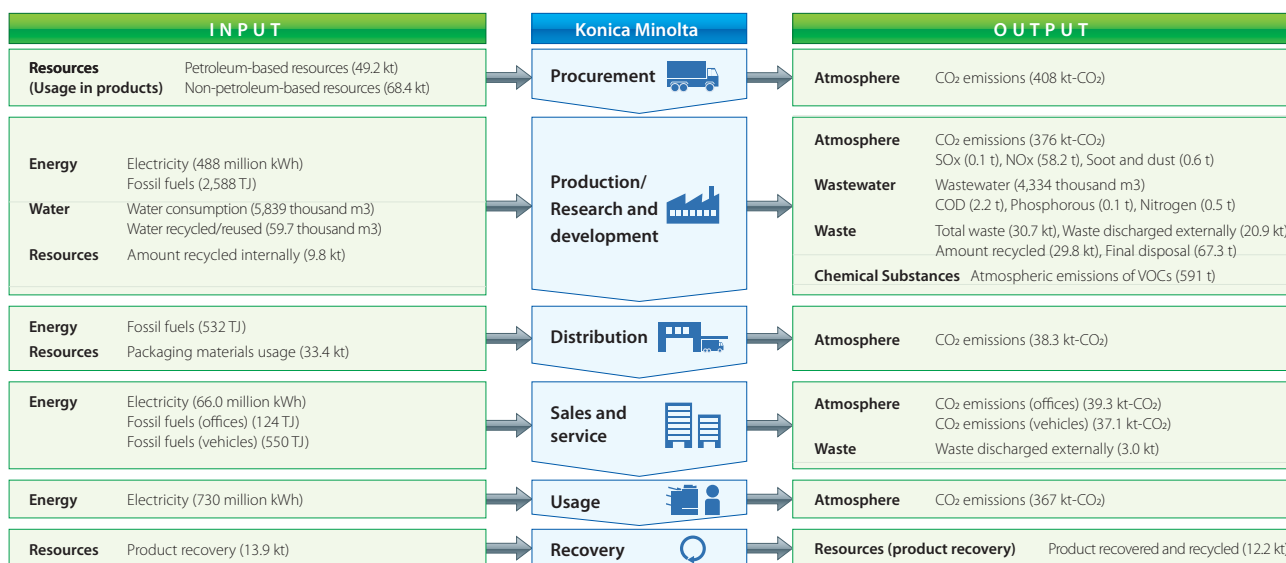 INPUT
Konica Minolta
OUTPUT
Resources
(Usage in products)
Petroleum-based resources (49.2 kt)
Non-petroleum-based resources (68.4 kt)
Procurement
Atmosphere CO₂ emissions (408 kt-CO₂)
Energy Electricity (488 million kWh)
Fossil fuels (2,588 TJ)
Water Water consumption (5,839 thousand m3)
Water recycled/reused (59.7 thousand m3)
Resources Amount recycled internally (9.8 kt)
Production/
Research and
development
Atmosphere CO₂ emissions (376 kt-CO₂)
SOx (0.1 t), NOx (58.2 t), Soot and dust (0.6 t)
Wastewater Wastewater (4,334 thousand m3)
COD (2.2 t), Phosphorous (0.1 t), Nitrogen (0.5 t)
Waste Total waste (30.7 kt), Waste discharged externally (20.9 kt)
Amount recycled (29.8 kt), Final disposal (67.3 t)
Chemical Substances Atmospheric emissions of VOCs (591 t)
Energy Fossil fuels (532 TJ)
Resources Packaging materials usage (33.4 kt)
Distribution
Atmosphere CO₂ emissions (38.3 kt-CO₂)
Energy Electricity (66.0 million kWh)
Fossil fuels (offices) (124 TJ)
Fossil fuels (vehicles) (550 TJ)
Sales and
service
Atmosphere CO₂ emissions (offices) (39.3 kt-CO₂)
CO₂ emissions (vehicles) (37.1 kt-CO₂)
Waste Waste discharged externally (3.0 kt)
Energy Electricity (730 million kWh)
Usage
Atmosphere CO₂ emissions (367 kt-CO₂)
Resources Product recovery (13.9 kt)
Recovery
Resources (product recovery) Product recovered and recycled (12.2 kt)